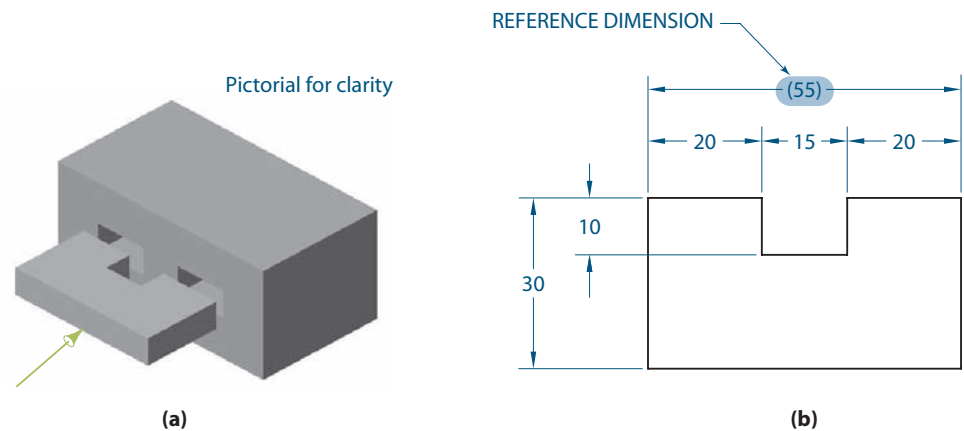 REFERENCE DIMENSION
Pictorial for clarity
(55)
20
15
20
10
30
(a)
(b)